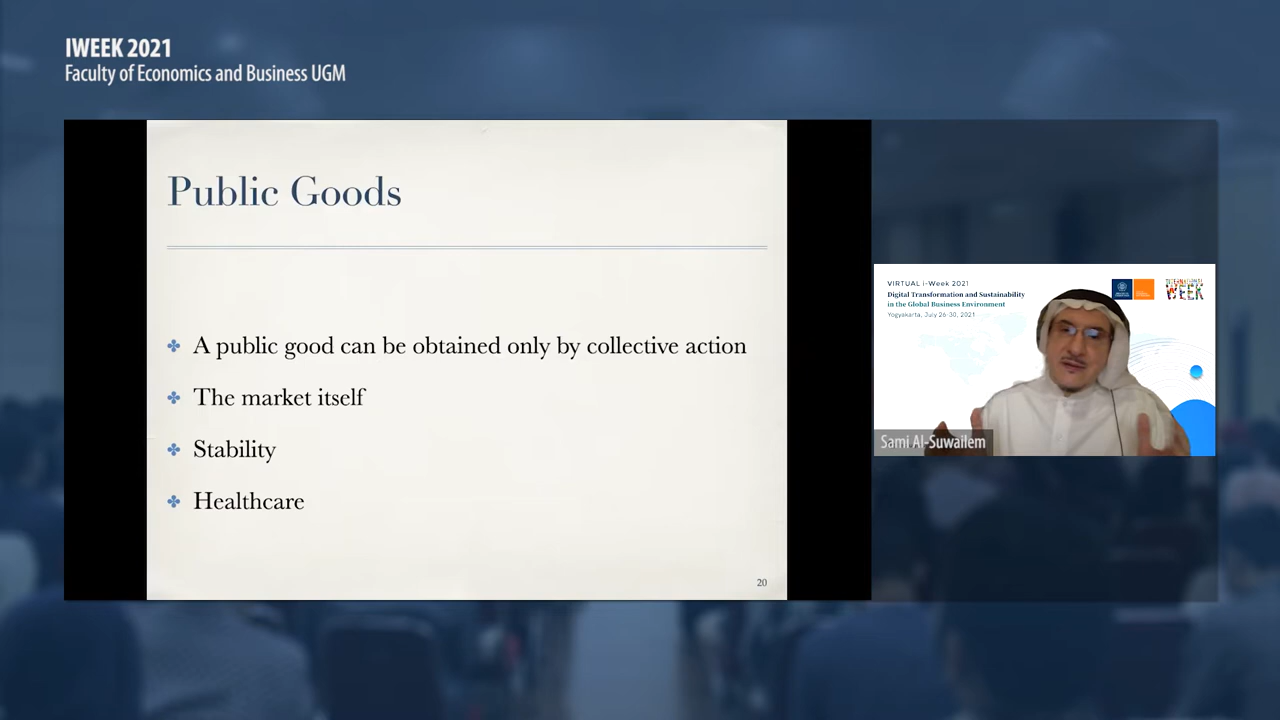 IWEEK 2021
Faculty of Economics and Business UGM
Public Goods
A public good can be obtained only by collective action
The market itself
Stability
Healthcare
20
VIRTUAL i-Week 2021
Digital Transformation and Sustainability
in the Global Business Environment
Yogyakarta, July 26-30, 2021
INTERNATIONAL
WEEK
Sami Al-Suwailem